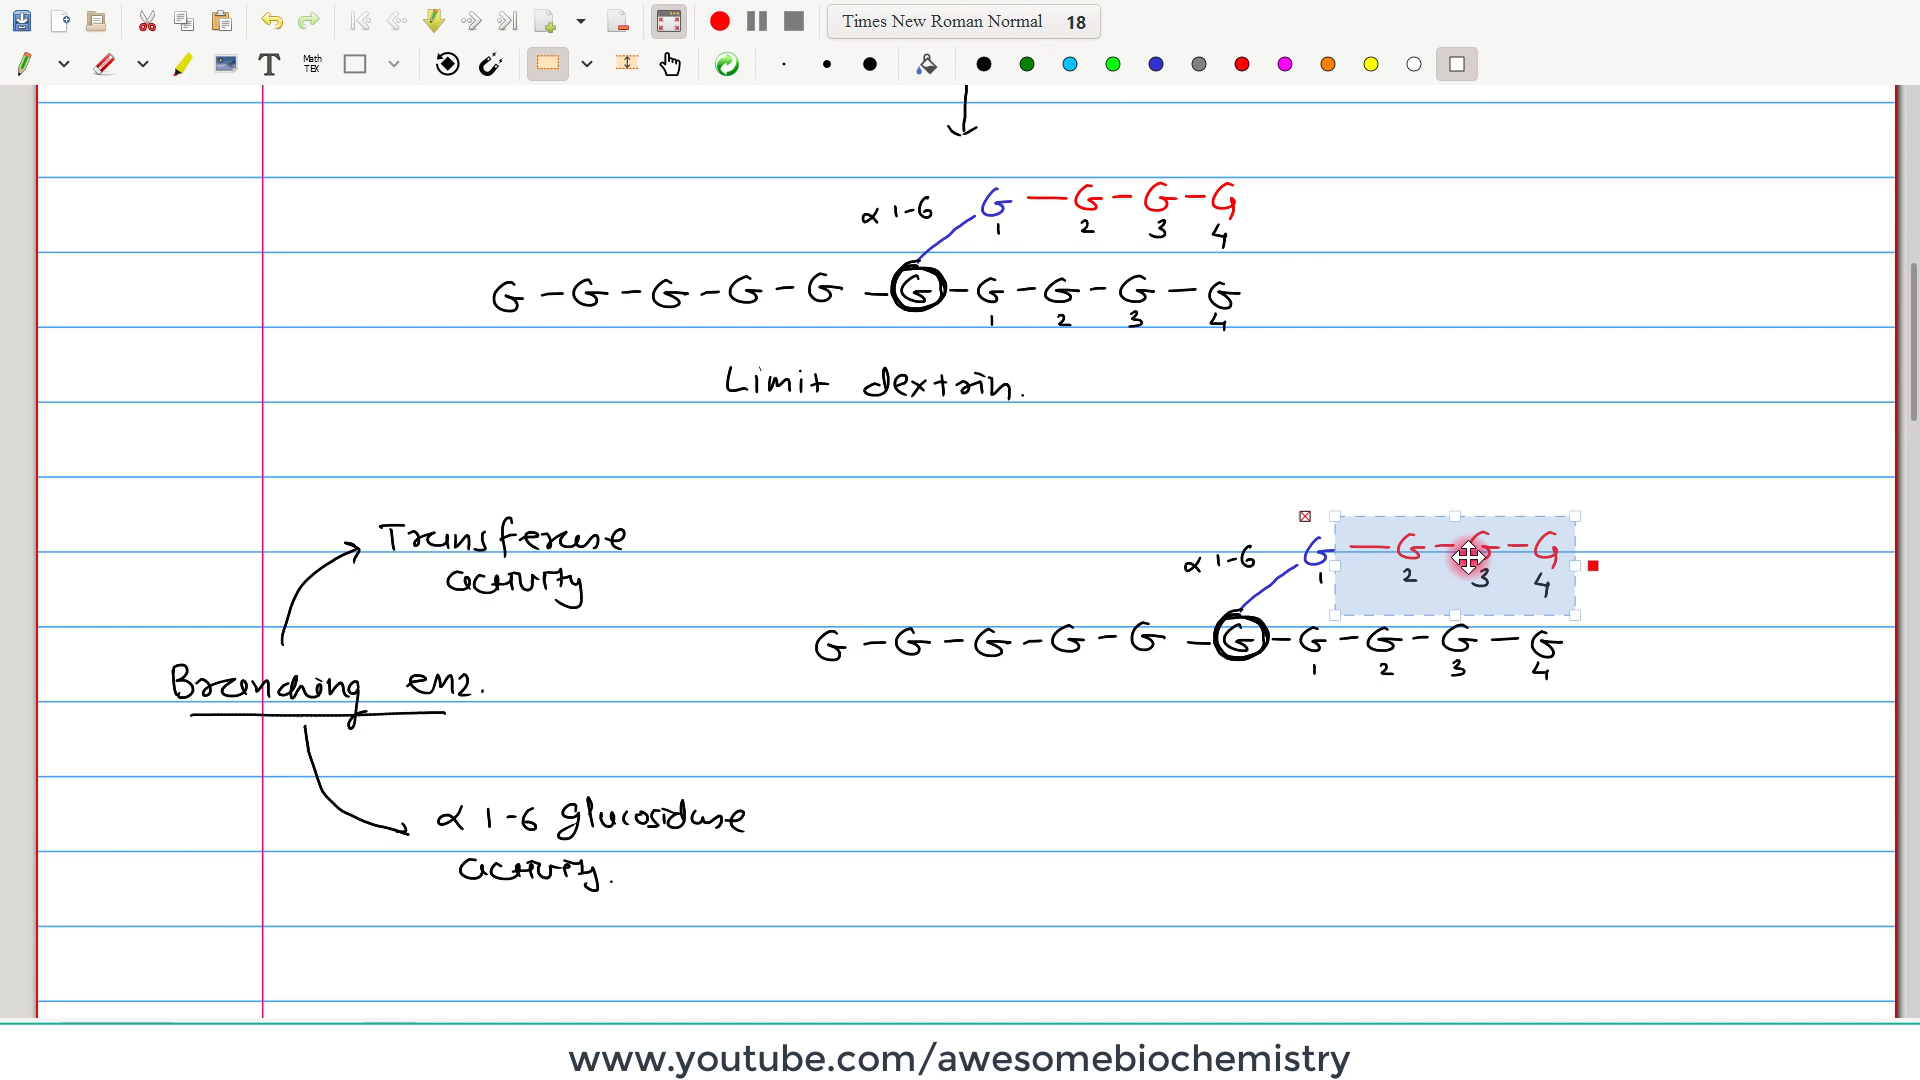 Times New Roman Normal 18
Math
TEX
α 1-6 G — G - G - G
1 2 3 4
G - G - G - G - G - G - G - G - G - G
1 2 3 4
Limit dextrin.
Transferase
activity
α 1-6 G — G - G - G
1 2 3 4
G - G - G - G - G - G - G - G - G - G
1 2 3 4
Branching enz.
α 1-6 glucosidase
activity.
www.youtube.com/awesomebiochemistry